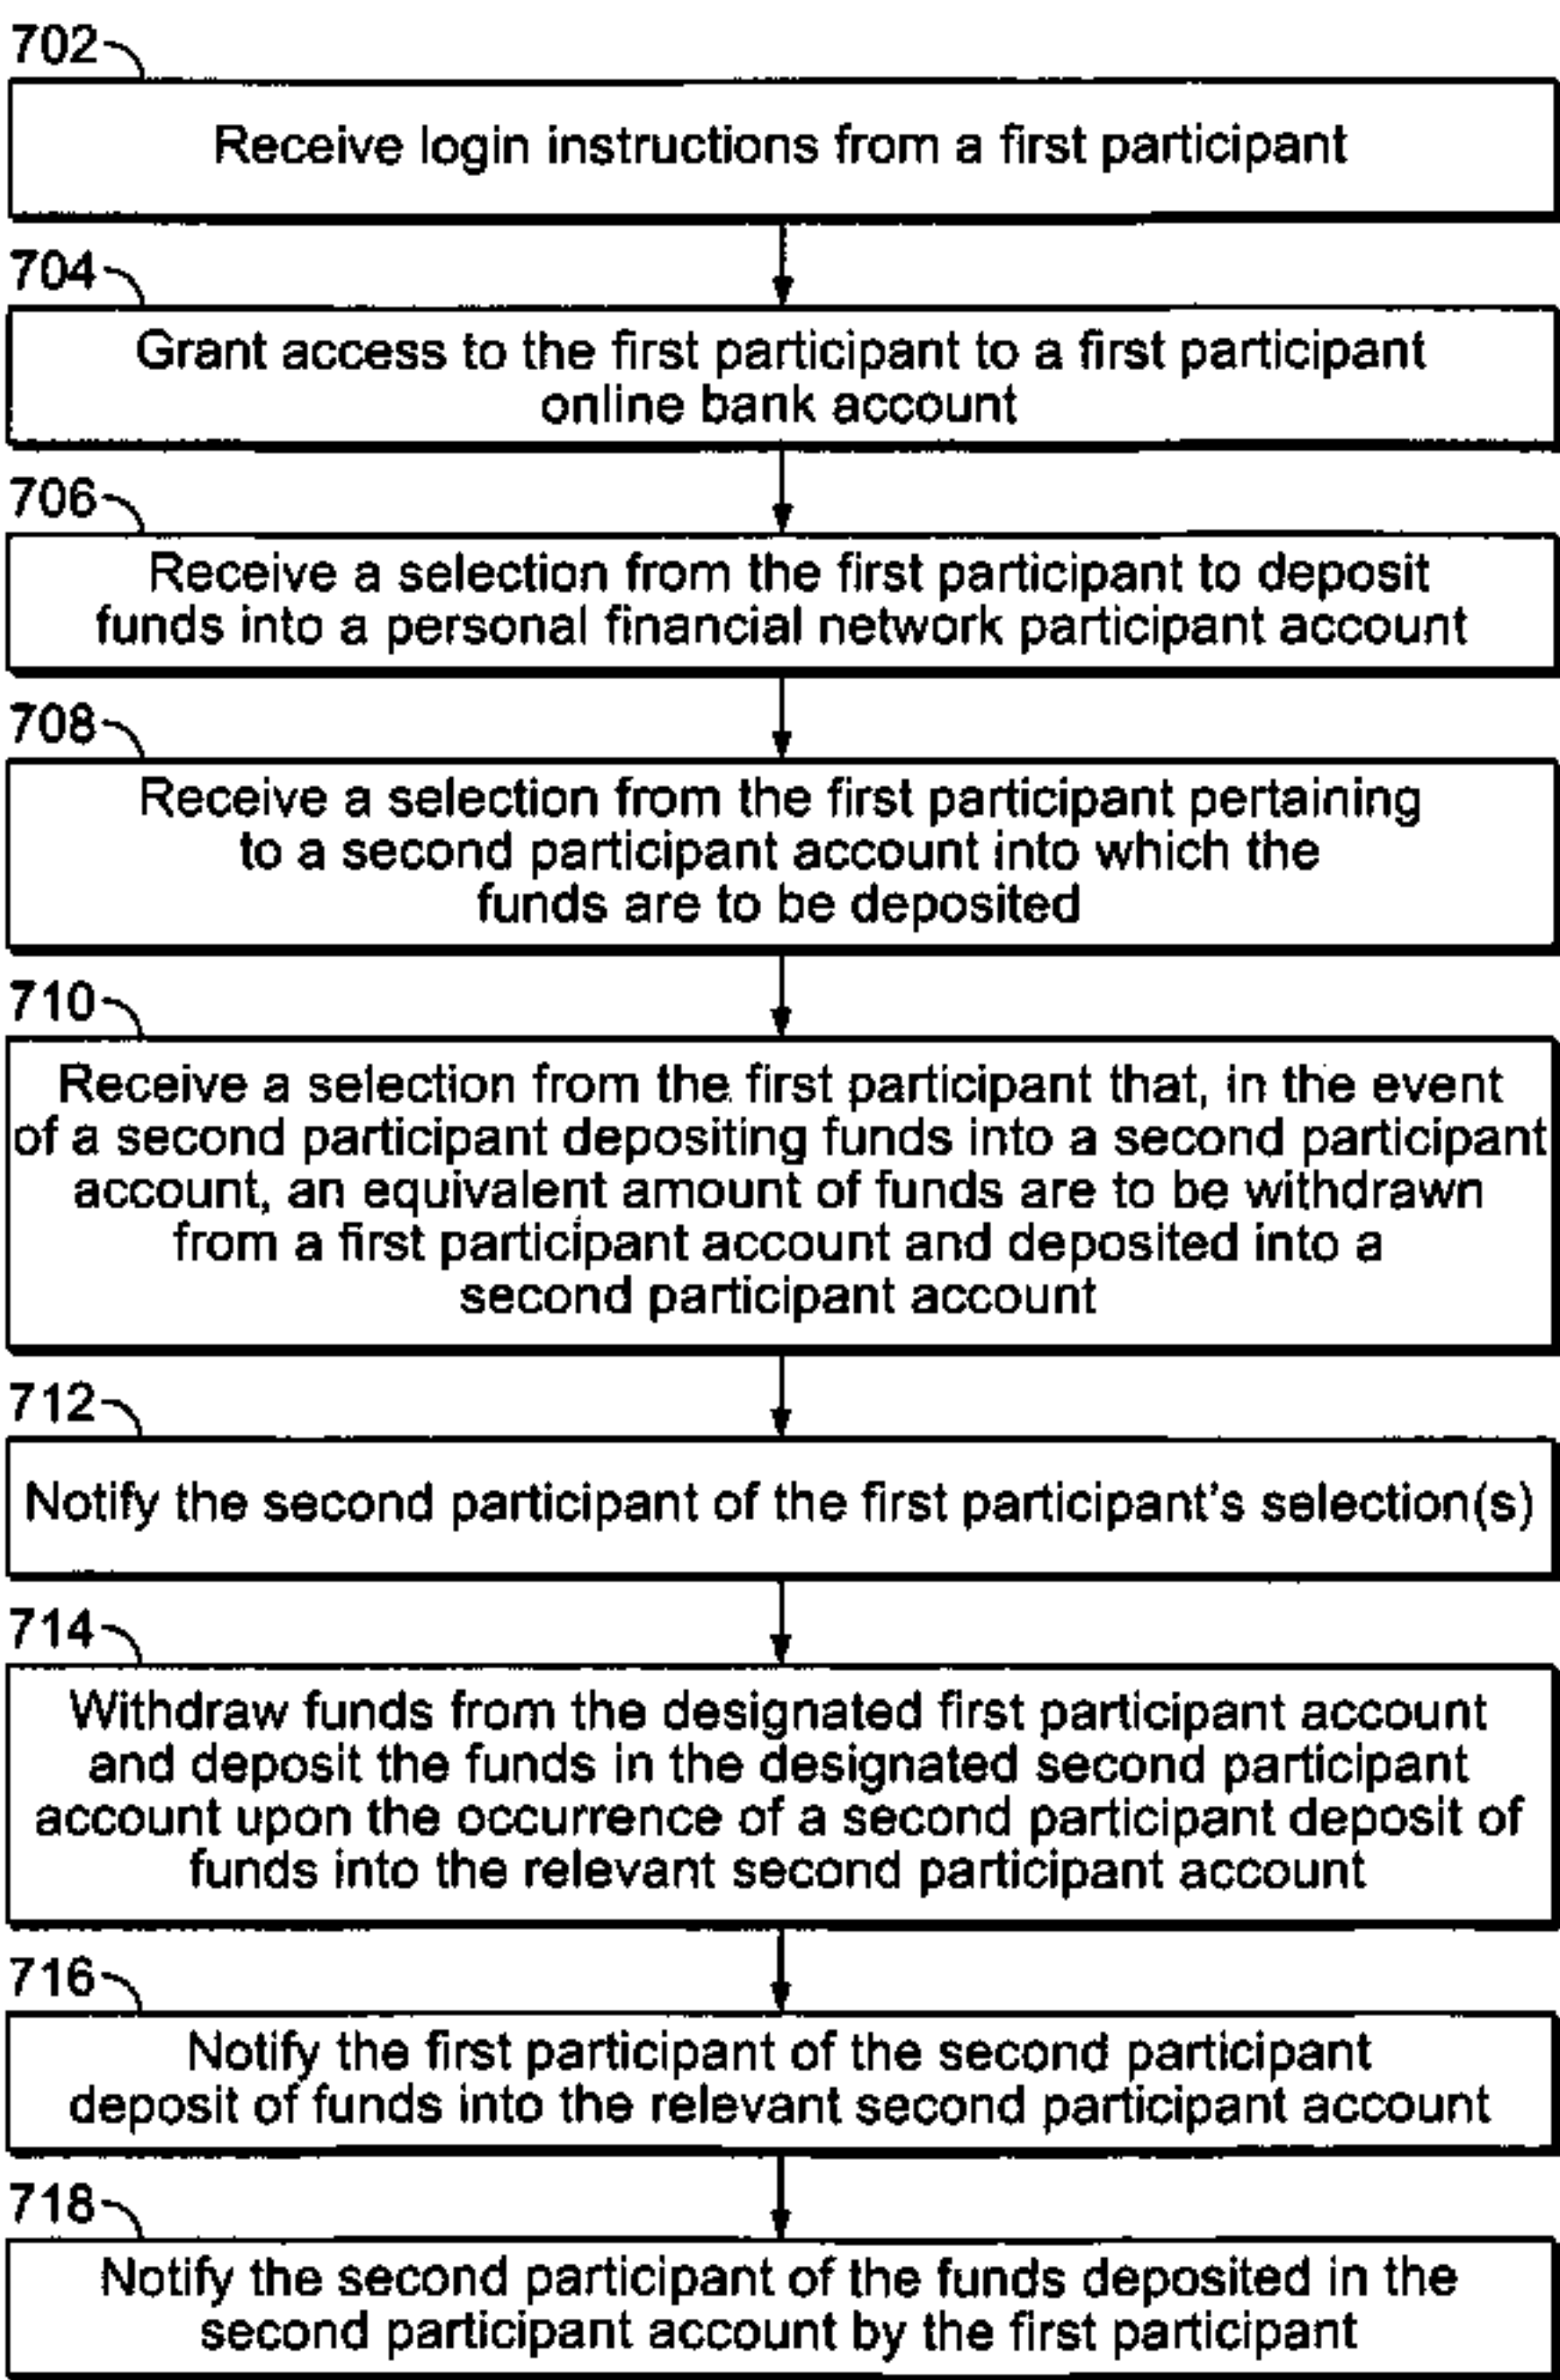 702
Receive login instructions from a first participant
704
Grant access to the first participant to a first participant
online bank account
706
Receive a selection from the first participant to deposit
funds into a personal financial network participant account
708
Receive a selection from the first participant pertaining
to a second participant account into which the
funds are to be deposited
710
Receive a selection from the first participant that, in the event
of a second participant depositing funds into a second participant
account, an equivalent amount of funds are to be withdrawn
from a first participant account and deposited into a
second participant account
712
Notify the second participant of the first participant's selection(s)
714
Withdraw funds from the designated first participant account
and deposit the funds in the designated second participant
account upon the occurrence of a second participant deposit of
funds into the relevant second participant account
716
Notify the first participant of the second participant
deposit of funds into the relevant second participant account
718
Notify the second participant of the funds deposited in the
second participant account by the first participant